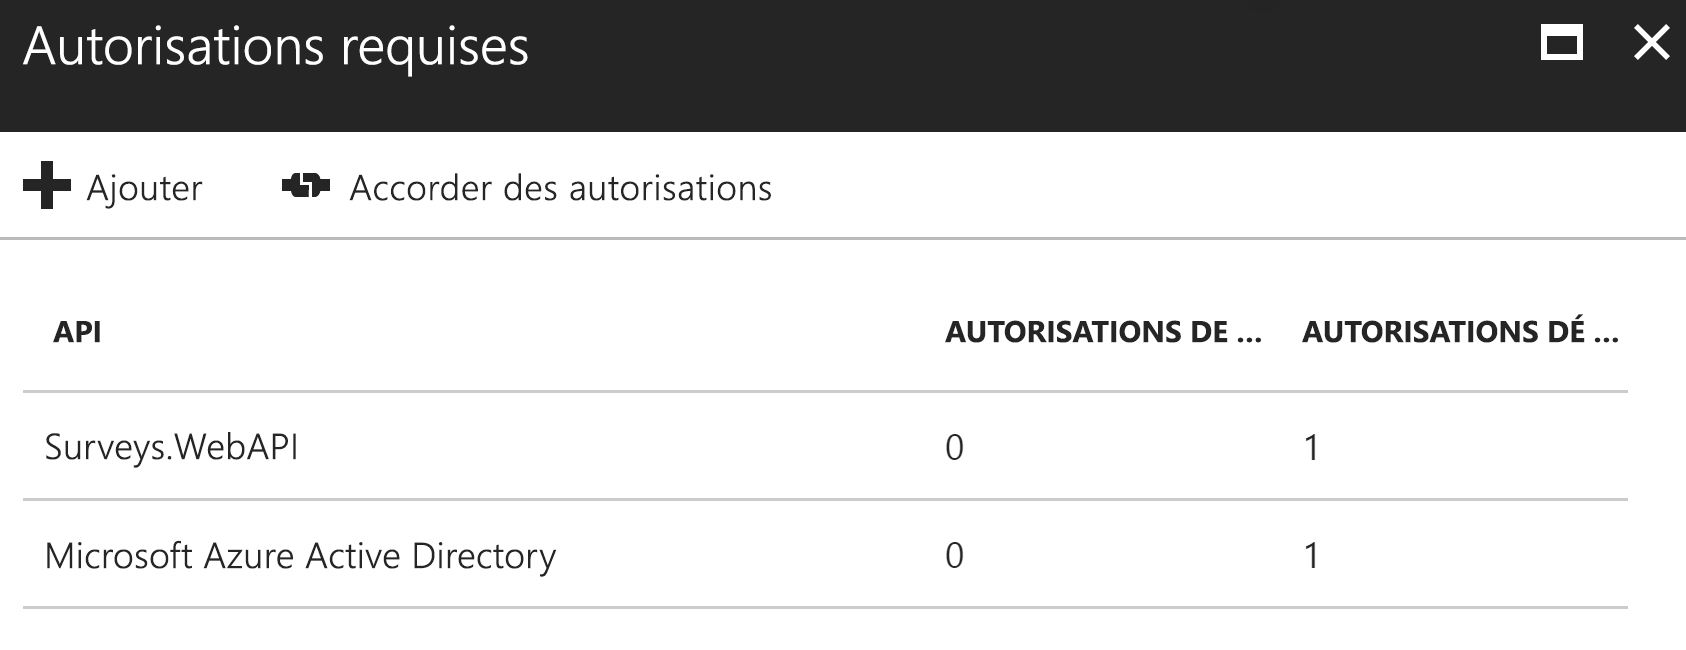 Autorisations requises
Ajouter Accorder des autorisations
API AUTORISATIONS DE ... AUTORISATIONS DÉ ...
Surveys.WebAPI 0 1
Microsoft Azure Active Directory 0 1